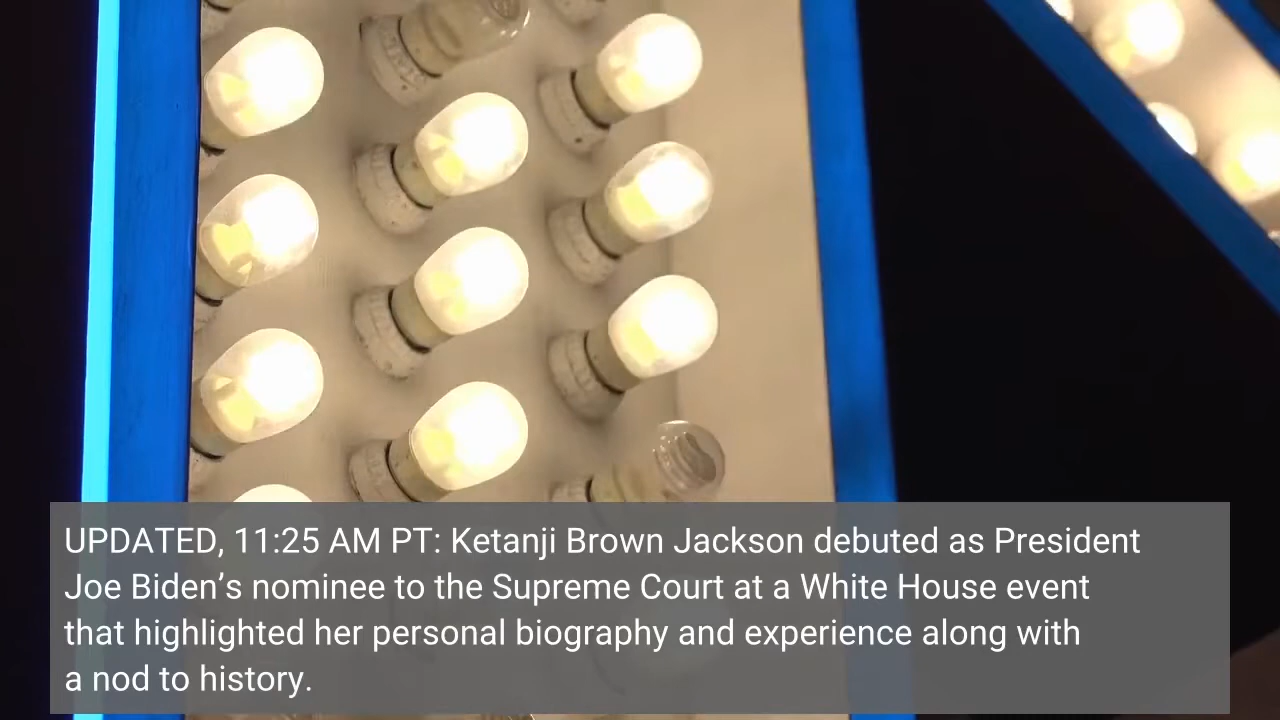 UPDATED, 11:25 AM PT: Ketanji Brown Jackson debuted as President
Joe Biden’s nominee to the Supreme Court at a White House event
that highlighted her personal biography and experience along with
a nod to history.